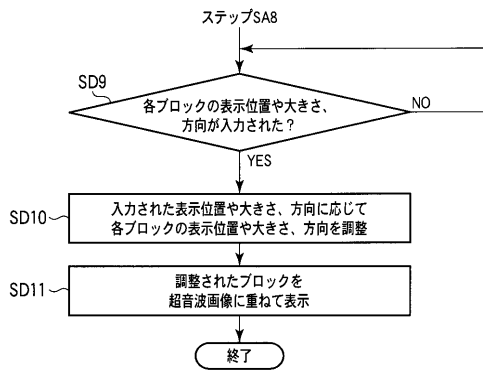 ステップSA8
SD9
各ブロックの表示位置や大きさ、
方向が入力された？
NO
YES
SD10
入力された表示位置や大きさ、方向に応じて
各ブロックの表示位置や大きさ、方向を調整
SD11
調整されたブロックを
超音波画像に重ねて表示
終了